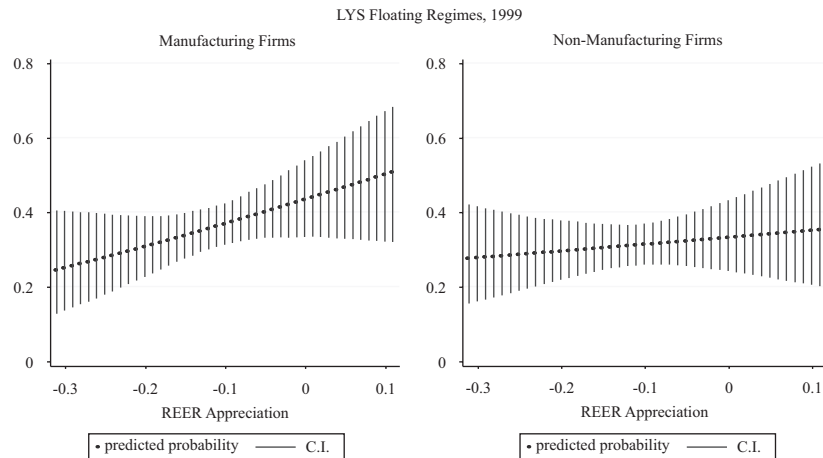 LYS Floating Regimes, 1999
Manufacturing Firms
0.8
0.6
0.4
0.2
0
-0.3 -0.2 -0.1 0 0.1
REER Appreciation
predicted probability C.I.
Non-Manufacturing Firms
0.8
0.6
0.4
0.2
0
-0.3 -0.2 -0.1 0 0.1
REER Appreciation
predicted probability C.I.